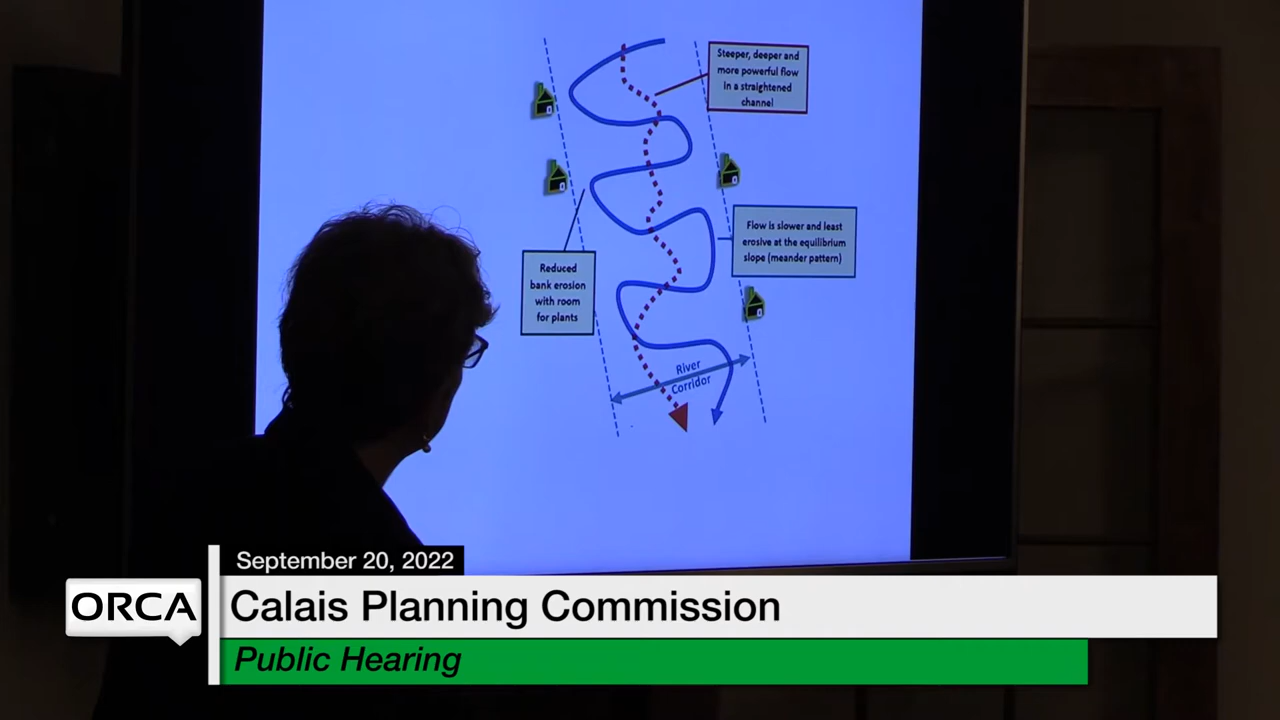 Steeper, deeper and
more powerful flow
in a straightened
channel
Flow is slower and least
erosive at the equilibrium
slope (meander pattern)
Reduced
bank erosion
with room
for plants
River
Corridor
September 20, 2022
ORCA
Calais Planning Commission
Public Hearing